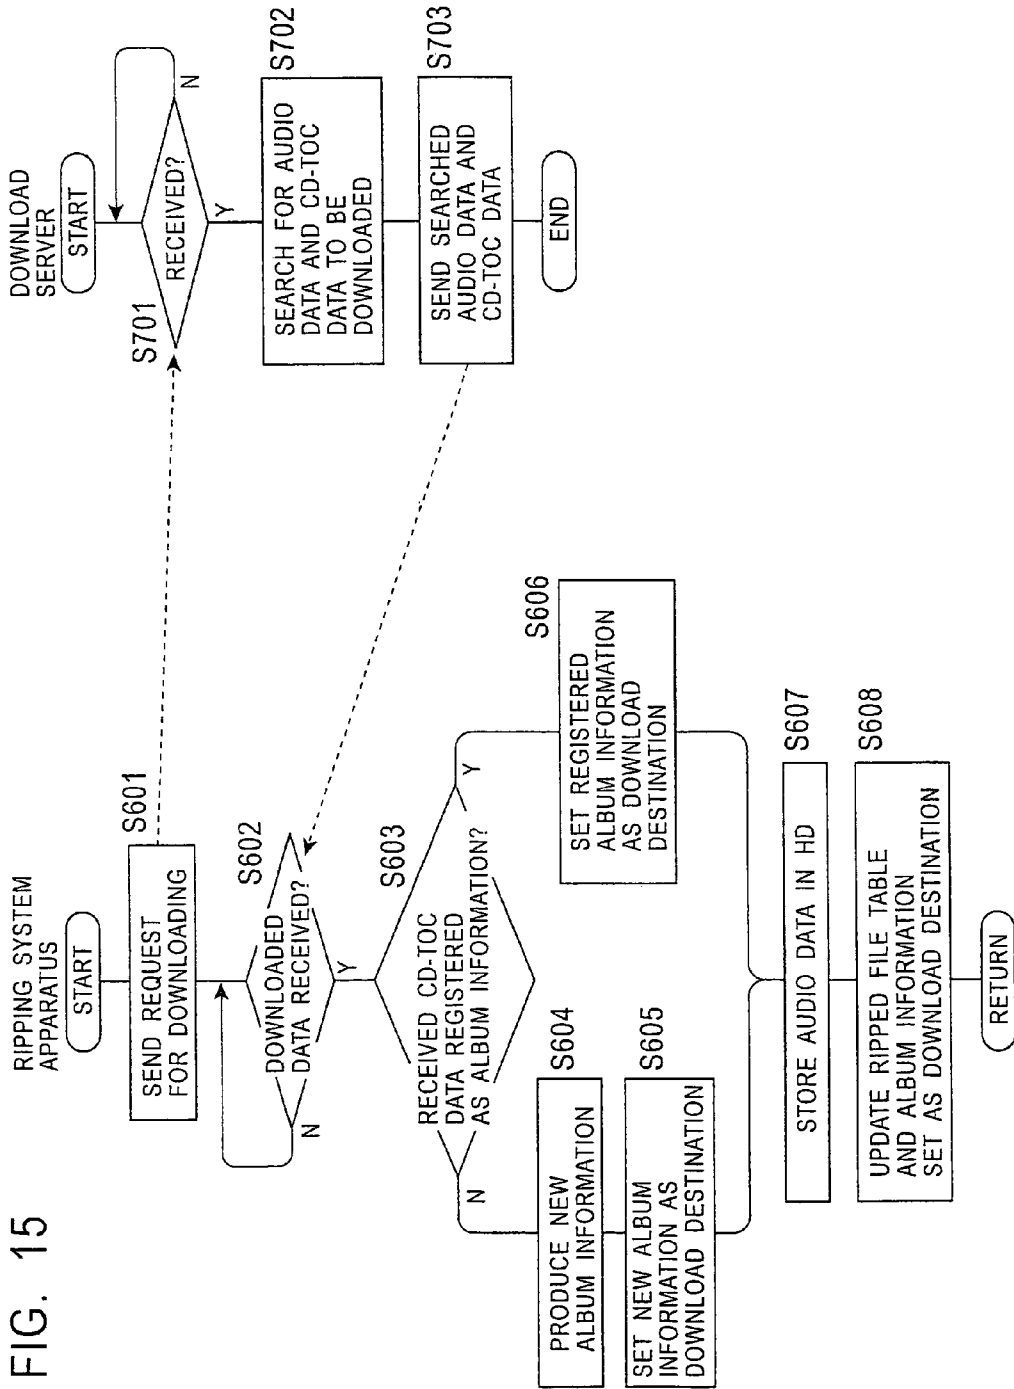 FIG. 15
RIPPING SYSTEM
APPARATUS
START
S601
SEND REQUEST
FOR DOWNLOADING
S602
DOWNLOADED
DATA RECEIVED?
N
Y
S603
RECEIVED CD-TOC
DATA REGISTERED
AS ALBUM INFORMATION?
N
Y
S604
PRODUCE NEW
ALBUM INFORMATION
S605
SET NEW ALBUM
INFORMATION AS
DOWNLOAD DESTINATION
S606
SET REGISTERED
ALBUM INFORMATION
AS DOWNLOAD
DESTINATION
S607
STORE AUDIO DATA IN HD
S608
UPDATE RIPPED FILE TABLE
AND ALBUM INFORMATION
SET AS DOWNLOAD DESTINATION
RETURN
DOWNLOAD
SERVER
START
S701
RECEIVED?
N
Y
S702
SEARCH FOR AUDIO
DATA AND CD-TOC
DATA TO BE
DOWNLOADED
S703
SEND SEARCHED
AUDIO DATA AND
CD-TOC DATA
END